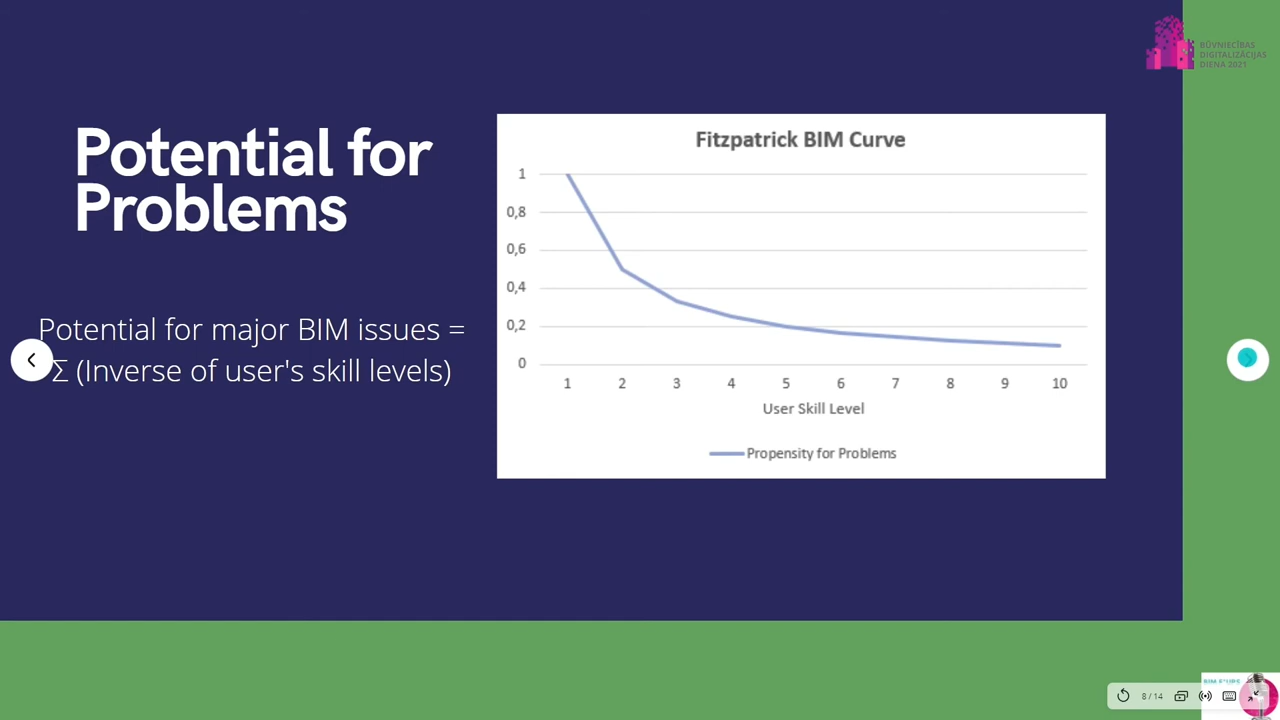 BŪVNIECĪBAS
DIGITALIZĀCIJAS
DIENA 2021
Potential for
Problems
Potential for major BIM issues =
Σ (Inverse of user's skill levels)
Fitzpatrick BIM Curve
1
0,8
0,6
0,4
0,2
0
1 2 3 4 5 6 7 8 9 10
User Skill Level
Propensity for Problems
8 / 14